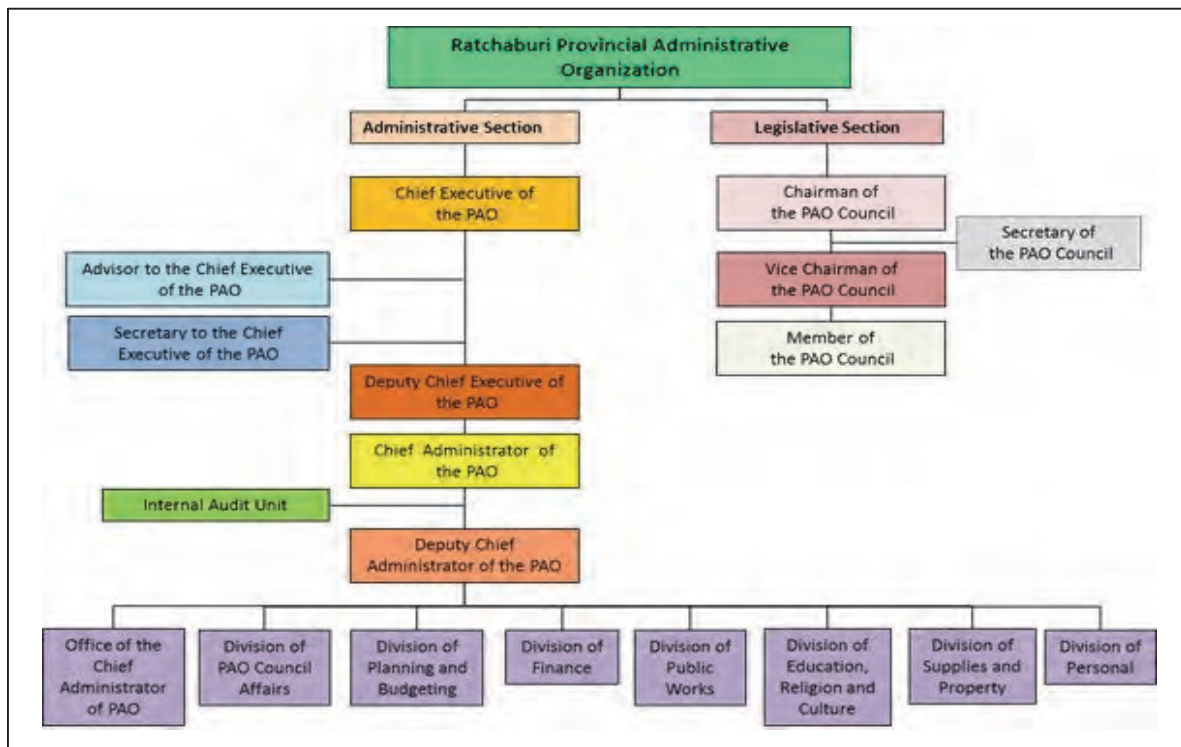 Ratchaburi Provincial Administrative
Organization
Administrative Section
Legislative Section
Chief Executive of
the PAO
Chairman of
the PAO Council
Secretary of
the PAO Council
Advisor to the Chief Executive
of the PAO
Vice Chairman of
the PAO Council
Secretary to the Chief
Executive of the PAO
Member of
the PAO Council
Deputy Chief Executive of
the PAO
Chief Administrator of
the PAO
Internal Audit Unit
Deputy Chief
Administrator of the PAO
Office of the
Chief
Administrator
of PAO
Division of
PAO Council
Affairs
Division of
Planning and
Budgeting
Division of
Finance
Division of
Public
Works
Division of
Education,
Religion and
Culture
Division of
Supplies and
Property
Division of
Personal